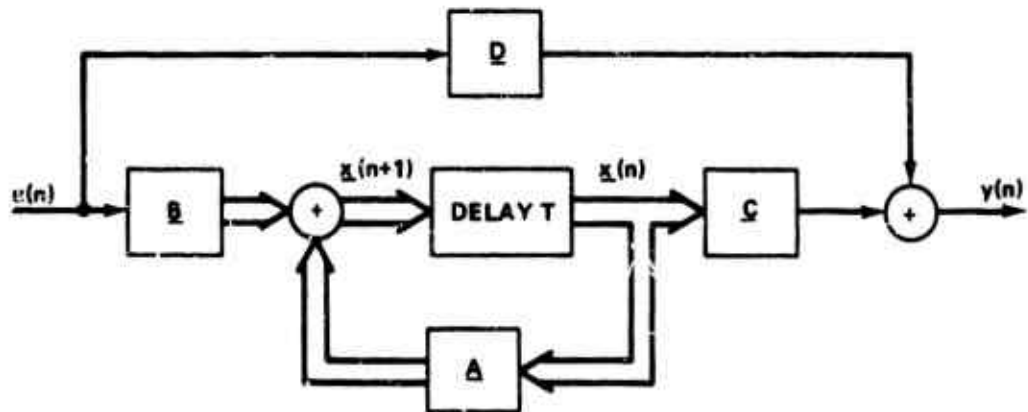 D
x(n+1)
x(n)
u(n)
B
+
DELAY T
C
+
y(n)
A